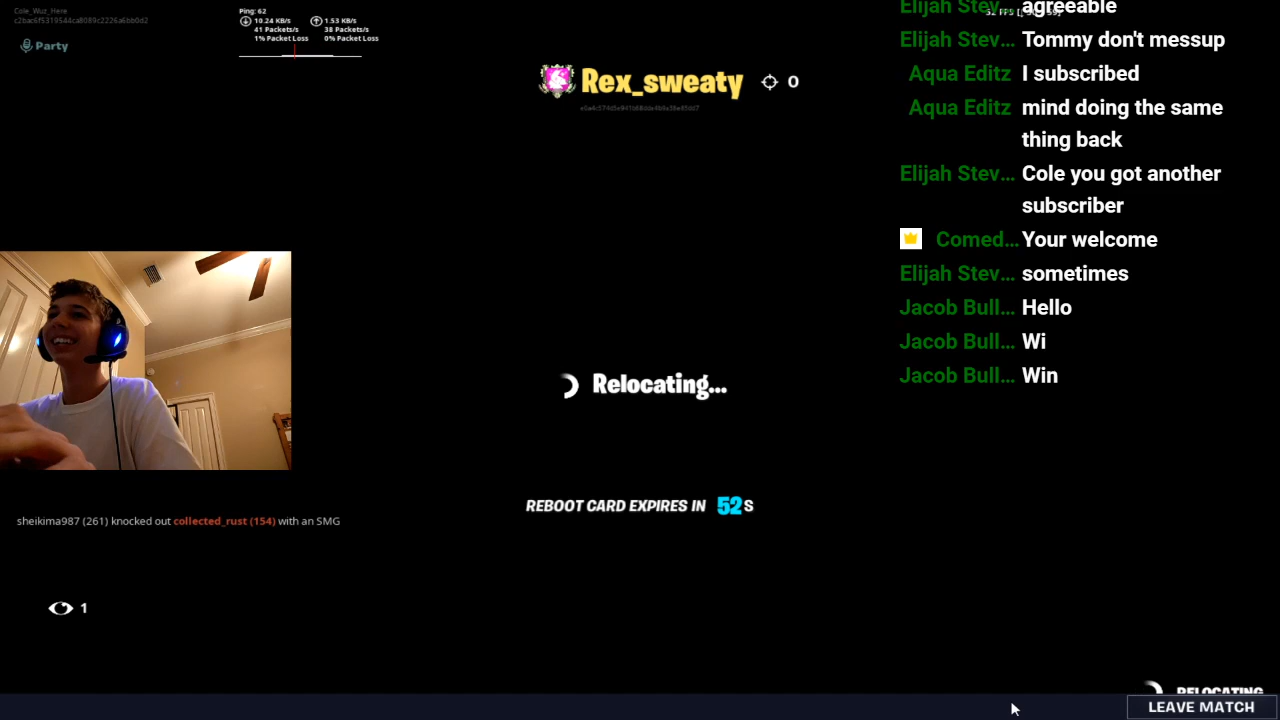 Cole_Wuz_Here
Party
Ping: 62
10.24 KB/s 1.53 KB/s
41 Packets/s 38 Packets/s
1% Packet Loss 0% Packet Loss
Rex_sweaty 0
Relocating...
REBOOT CARD EXPIRES IN 52S
sheikima987 (261) knocked out collected_rust (154) with an SMG
1
Elijah Stev... agreeable
Elijah Stev... Tommy don't messup
Aqua Editz I subscribed
Aqua Editz mind doing the same
thing back
Elijah Stev... Cole you got another
subscriber
Comed... Your welcome
Elijah Stev... sometimes
Jacob Bull... Hello
Jacob Bull... Wi
Jacob Bull... Win
RELOCATING
LEAVE MATCH